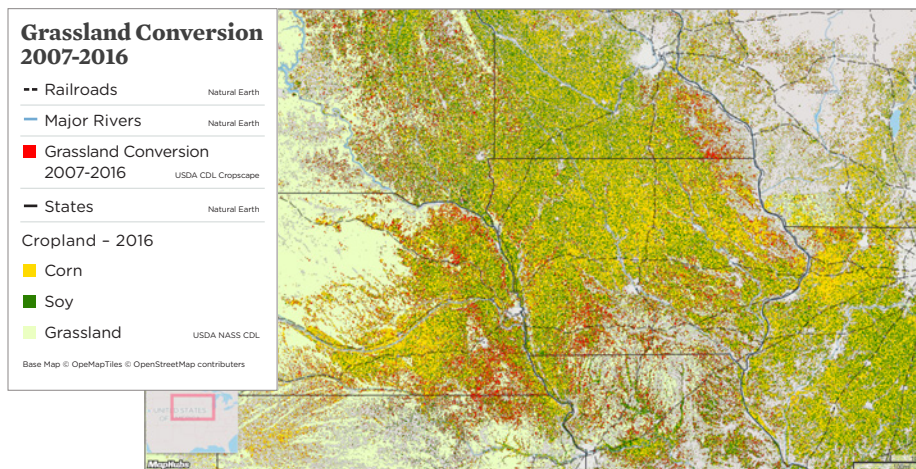 Grassland Conversion
2007-2016
Railroads Natural Earth
Major Rivers Natural Earth
Grassland Conversion
2007-2016 USDA CDL Cropscape
States Natural Earth
Cropland – 2016
Corn
Soy
Grassland USDA NASS CDL
Base Map © OpeMapTiles © OpenStreetMap contributors
UNITED STATES
OF
MapHubs